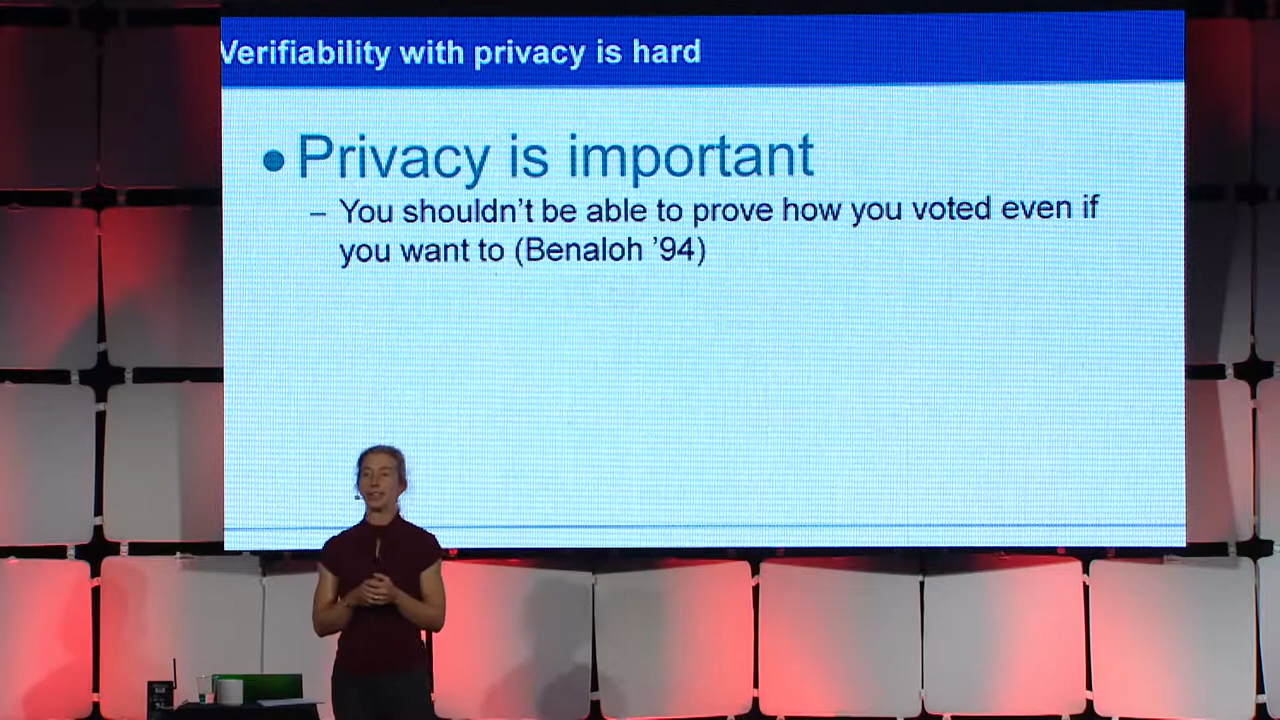 Verifiability with privacy is hard
• Privacy is important
– You shouldn't be able to prove how you voted even if
you want to (Benaloh '94)